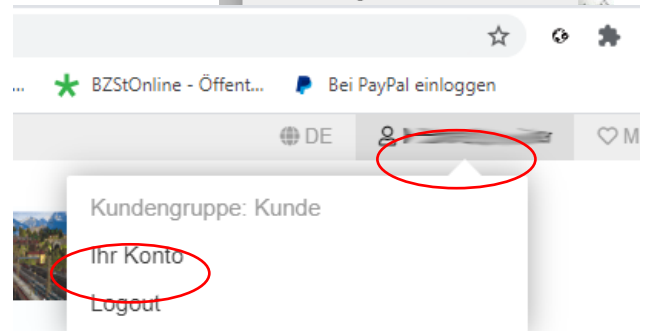 ... BZStOnline - Öffent... Bei PayPal einloggen
DE M
Kundengruppe: Kunde
Ihr Konto
Logout